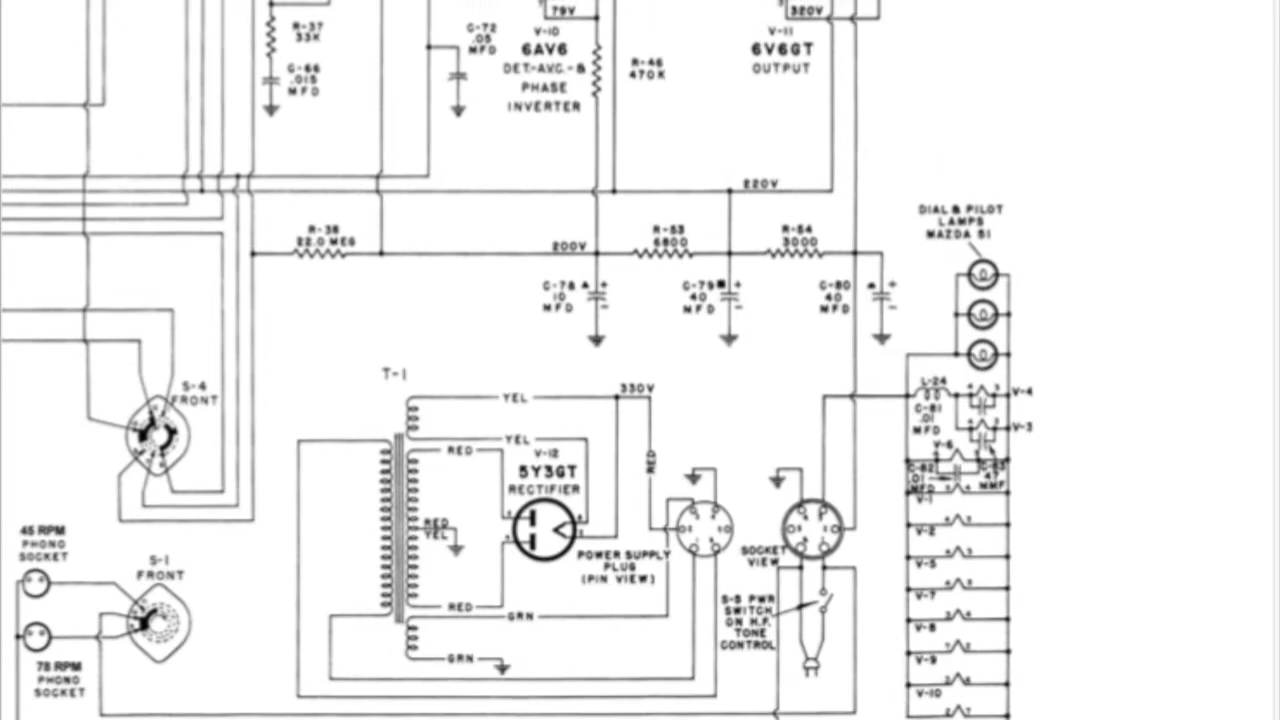 R-37
33K
C-66
.015
MFD
C-72
.05
MFD
79V
V-10
6AV6
DET.-A.V.C.-&
PHASE
INVERTER
R-46
470K
320V
V-11
6V6GT
OUTPUT
220V
R-38
22.0 MEG
200V
R-53
6800
R-54
3000
C-78
10
MFD
C-79
40
MFD
C-80
40
MFD
DIAL & PILOT
LAMPS
MAZDA 51
S-4
FRONT
T-1
YEL
330V
YEL
RED
V-12
5Y3GT
RECTIFIER
RED
RED
YEL
POWER SUPPLY
PLUG
(PIN VIEW)
SOCKET
VIEW
RED
GRN
GRN
S-5 PWR
SWITCH
ON H.F.
TONE
CONTROL
L-24
V-4
C-81
.01
MFD
V-3
V-6
C-82
.01
MFD
47
MMF
V-1
V-2
V-5
V-7
V-8
V-9
V-10
45 RPM
PHONO
SOCKET
S-1
FRONT
78 RPM
PHONO
SOCKET